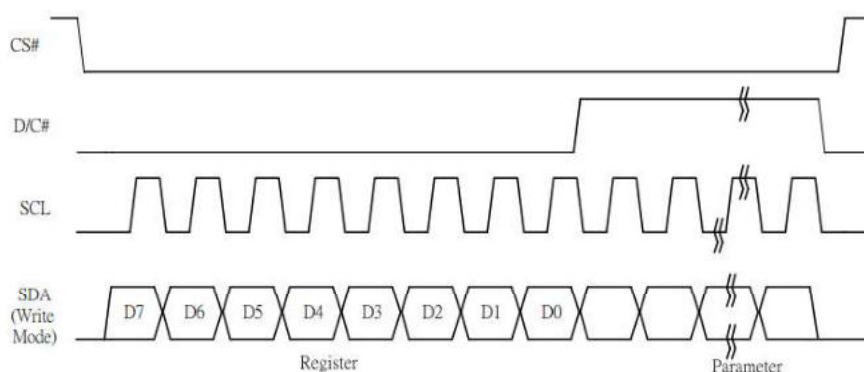 CS#
D/C#
SCL
SDA
(Write
Mode)
D7 D6 D5 D4 D3 D2 D1 D0
Register
Parameter